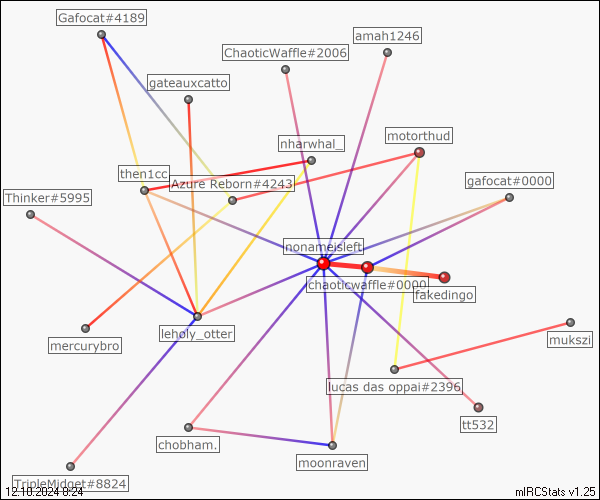 Gafocat#4189
amah1246
ChaoticWaffle#2006
gateauxcatto
motorthud
nharwhal_
then1cc
Azure Reborn#4243
gafocat#0000
Thinker#5995
nonameisleft
chaoticwaffle#0000
fakedingo
leholy_otter
mercurybro
mukszi
lucas das oppai#2396
tt532
chobham.
moonraven
TripleMidget#8824
12.10.2024 8:24
mIRCStats v1.25